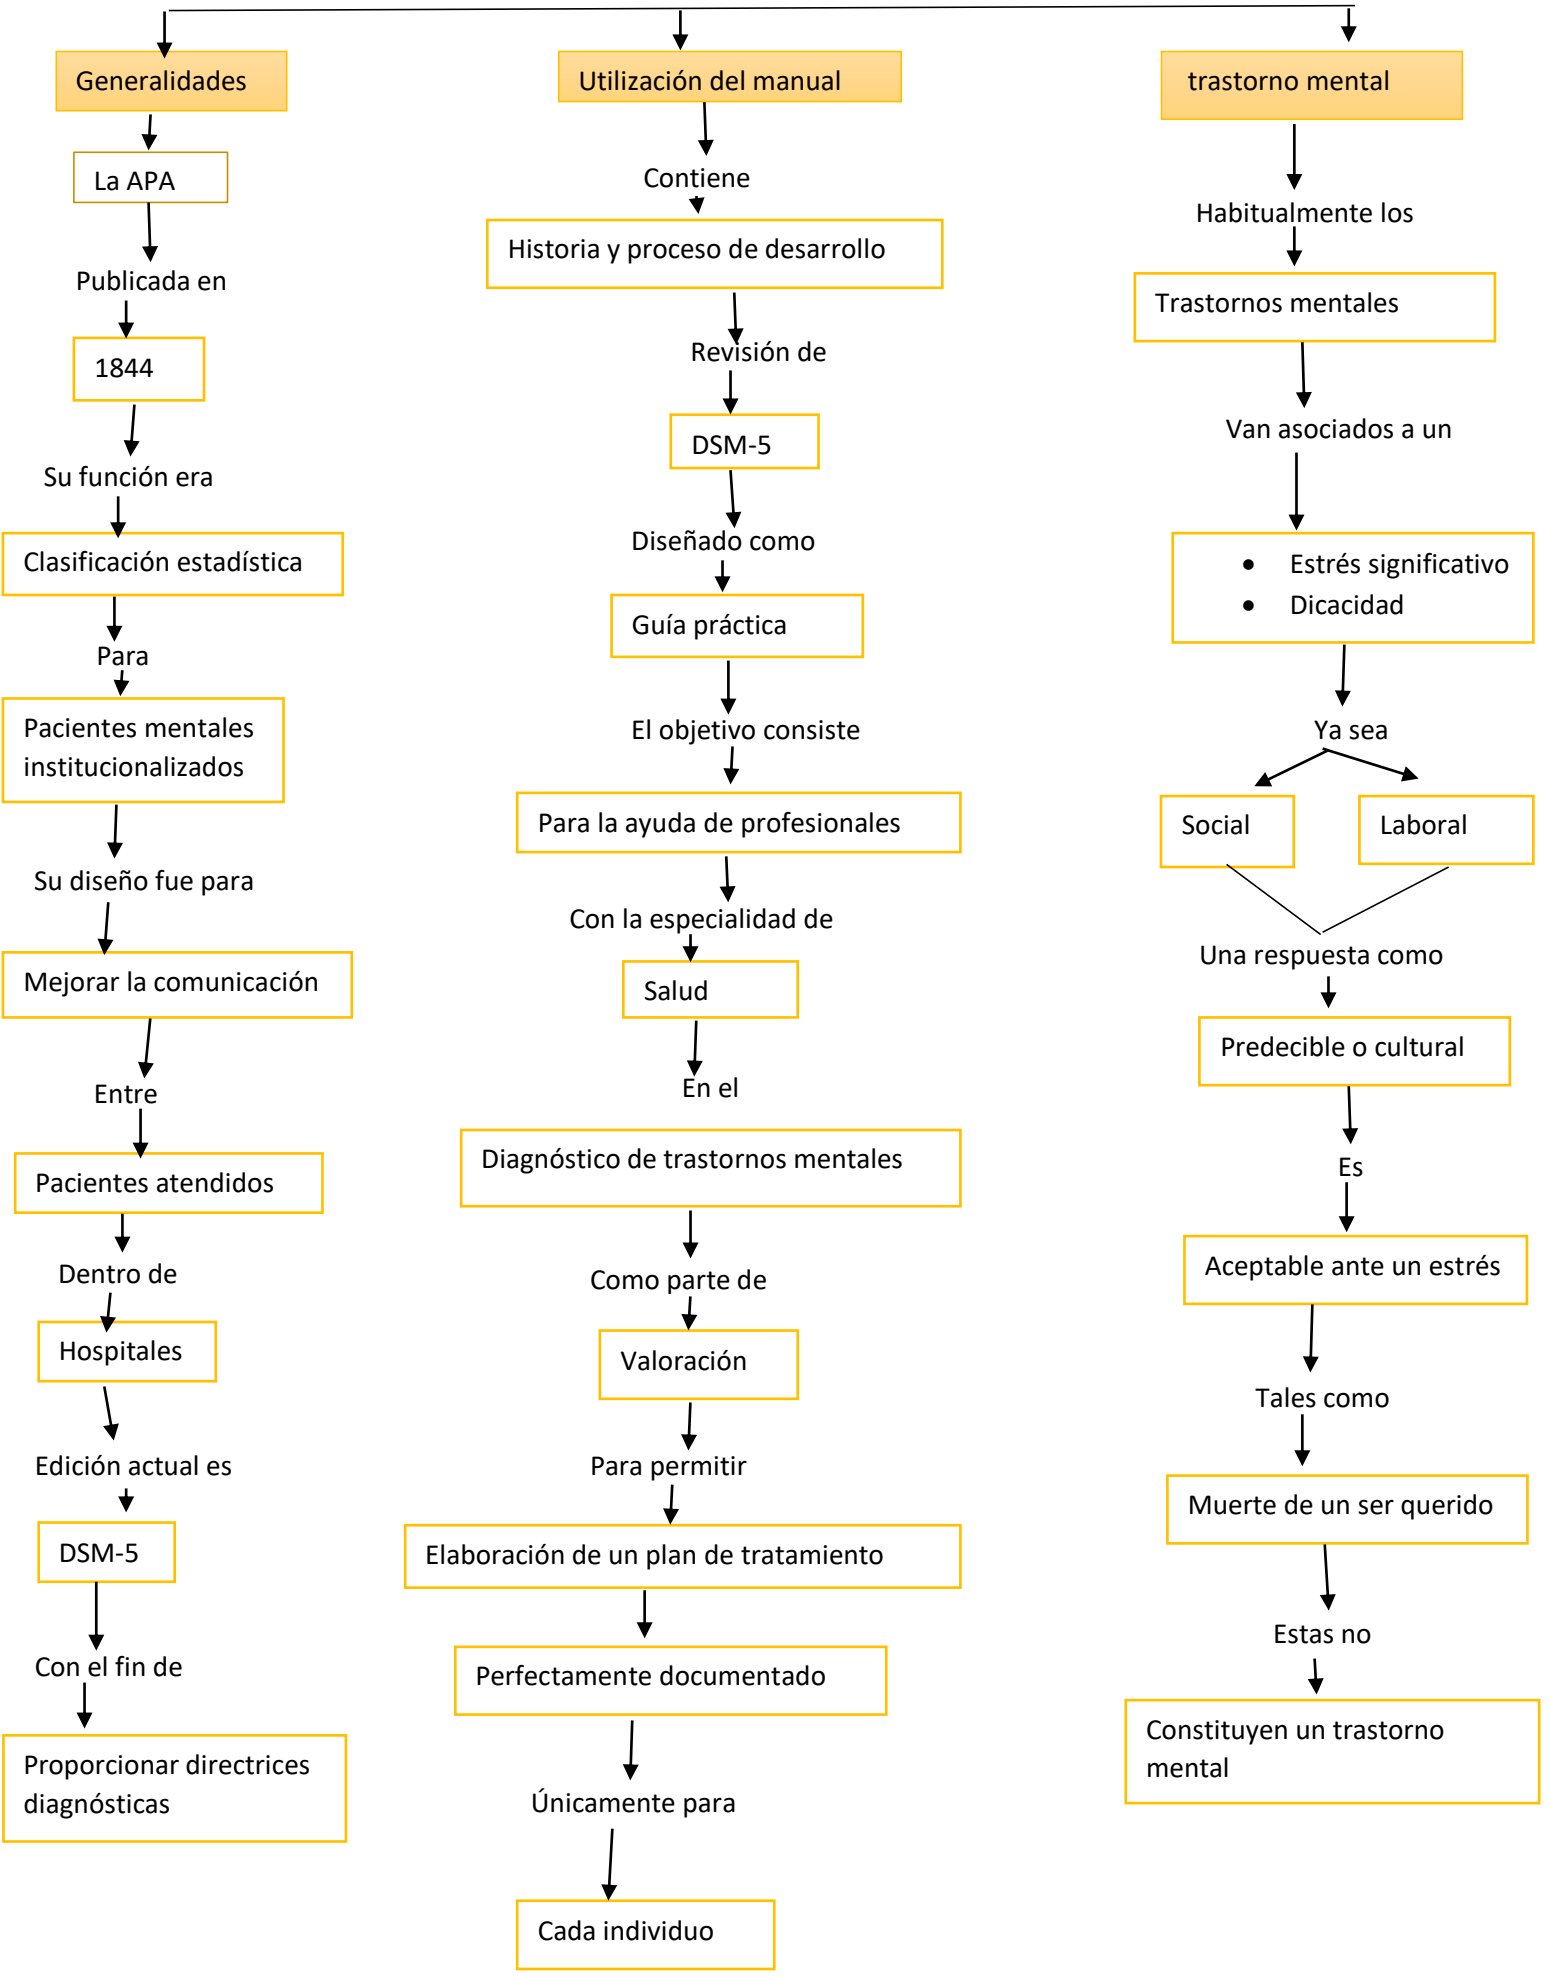 Generalidades
La APA
Publicada en
1844
Su función era
Clasificación estadística
Para
Pacientes mentales
institucionalizados
Su diseño fue para
Mejorar la comunicación
Entre
Pacientes atendidos
Dentro de
Hospitales
Edición actual es
DSM-5
Con el fin de
Proporcionar directrices
diagnósticas
Utilización del manual
Contiene
Historia y proceso de desarrollo
Revisión de
DSM-5
Diseñado como
Guía práctica
El objetivo consiste
Para la ayuda de profesionales
Con la especialidad de
Salud
En el
Diagnóstico de trastornos mentales
Como parte de
Valoración
Para permitir
Elaboración de un plan de tratamiento
Perfectamente documentado
Únicamente para
Cada individuo
trastorno mental
Habitualmente los
Trastornos mentales
Van asociados a un
• Estrés significativo
• Dicacidad
Ya sea
Social
Laboral
Una respuesta como
Predecible o cultural
Es
Aceptable ante un estrés
Tales como
Muerte de un ser querido
Estas no
Constituyen un trastorno
mental